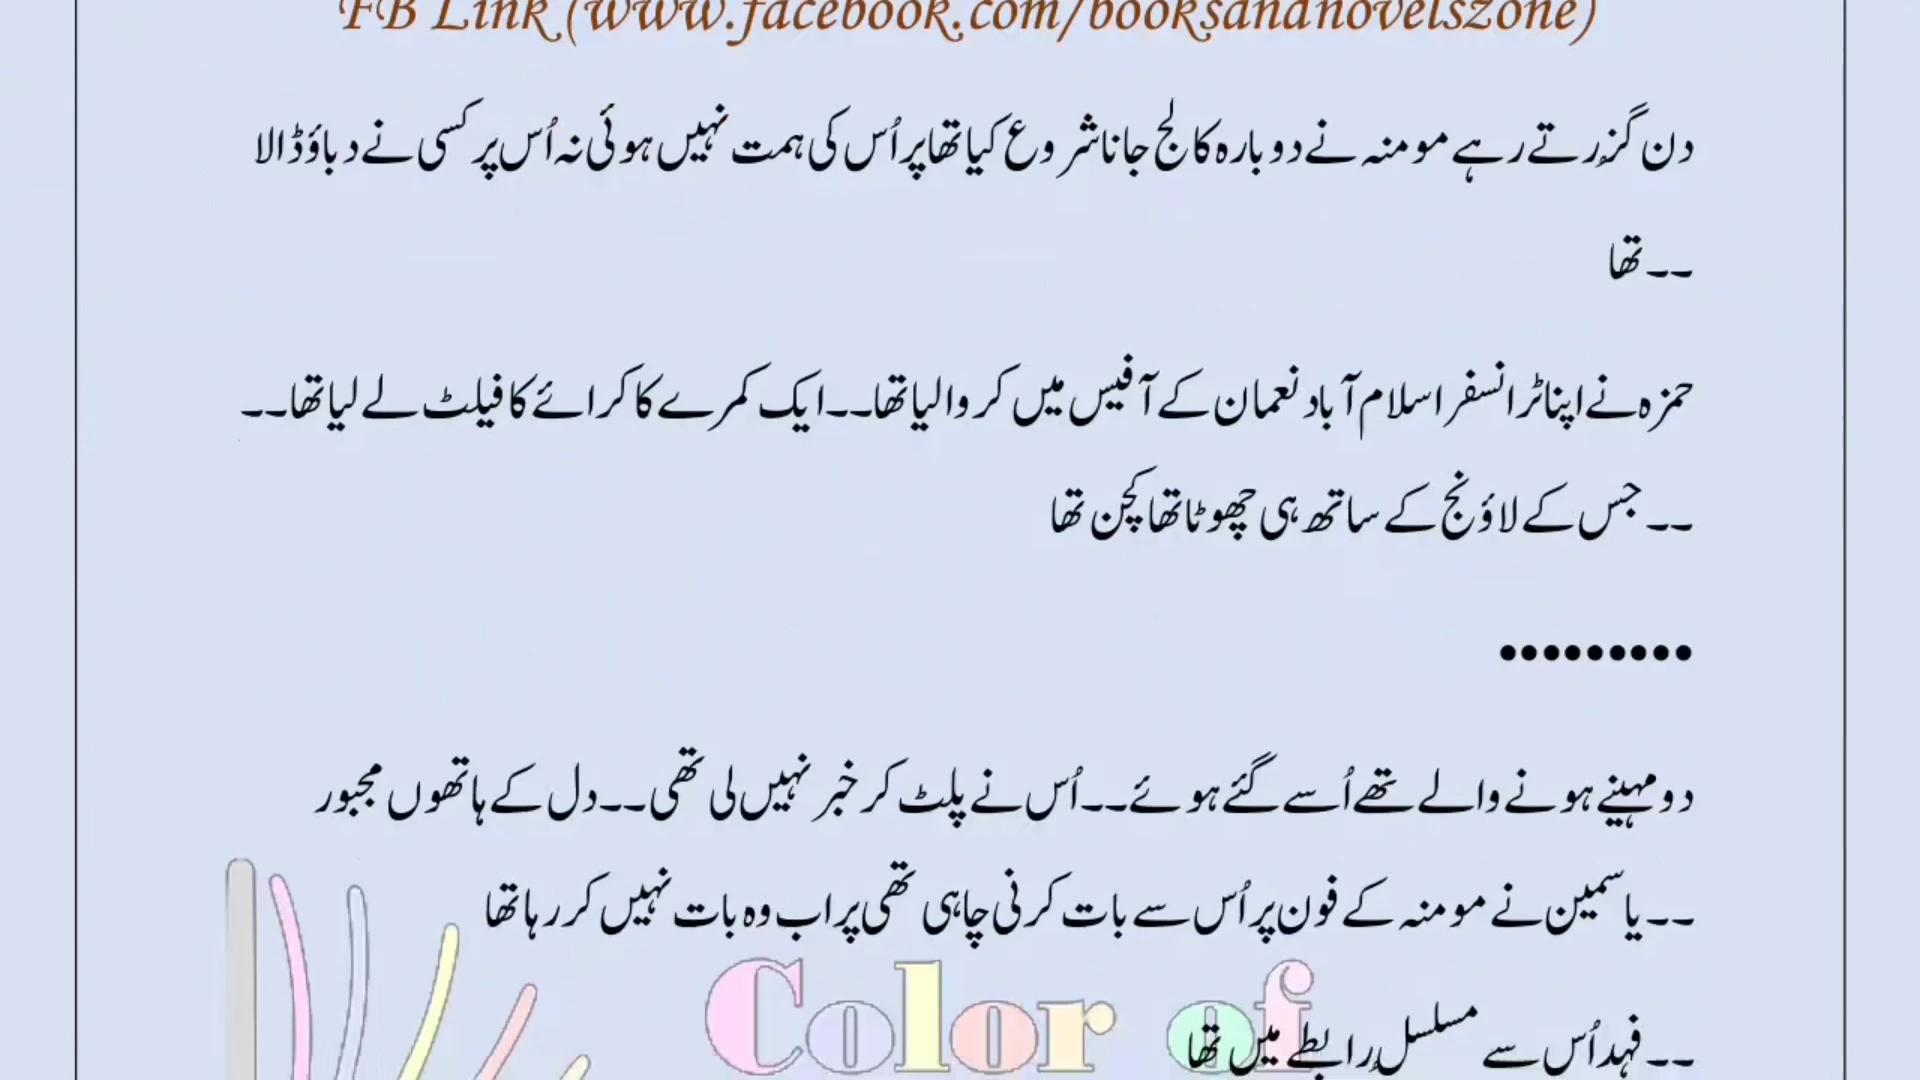 FB Link (www.facebook.com/booksandnovelszone)
دن گزرتے رہے مومنہ نے دوبارہ کالج جانا شروع کیا تھا پر اُس کی ہمت نہیں ہوئی نہ اُس پر کسی نے دباؤ ڈالا
۔۔ تھا
حمزہ نے اپنا ٹرانسفر اسلام آباد نعمان کے آفیس میں کروا لیا تھا۔۔ ایک کمرے کا کرائے کا فیلٹ لے لیا تھا۔۔
۔۔ جس کے لاؤنج کے ساتھ ہی چھوٹا تھا کچن تھا
●●●●●●●●●
دو مہینے ہونے والے تھے اُسے گئے ہوئے۔۔ اُس نے پلٹ کر خبر نہیں لی تھی۔۔ دل کے ہاتھوں مجبور
۔۔ یاسمین نے مومنہ کے فون پر اُس سے بات کرنی چاہی تھی پر اب وہ بات نہیں کر رہا تھا
۔۔ فہد اُس سے مسلسل رابطے میں تھا
Color of